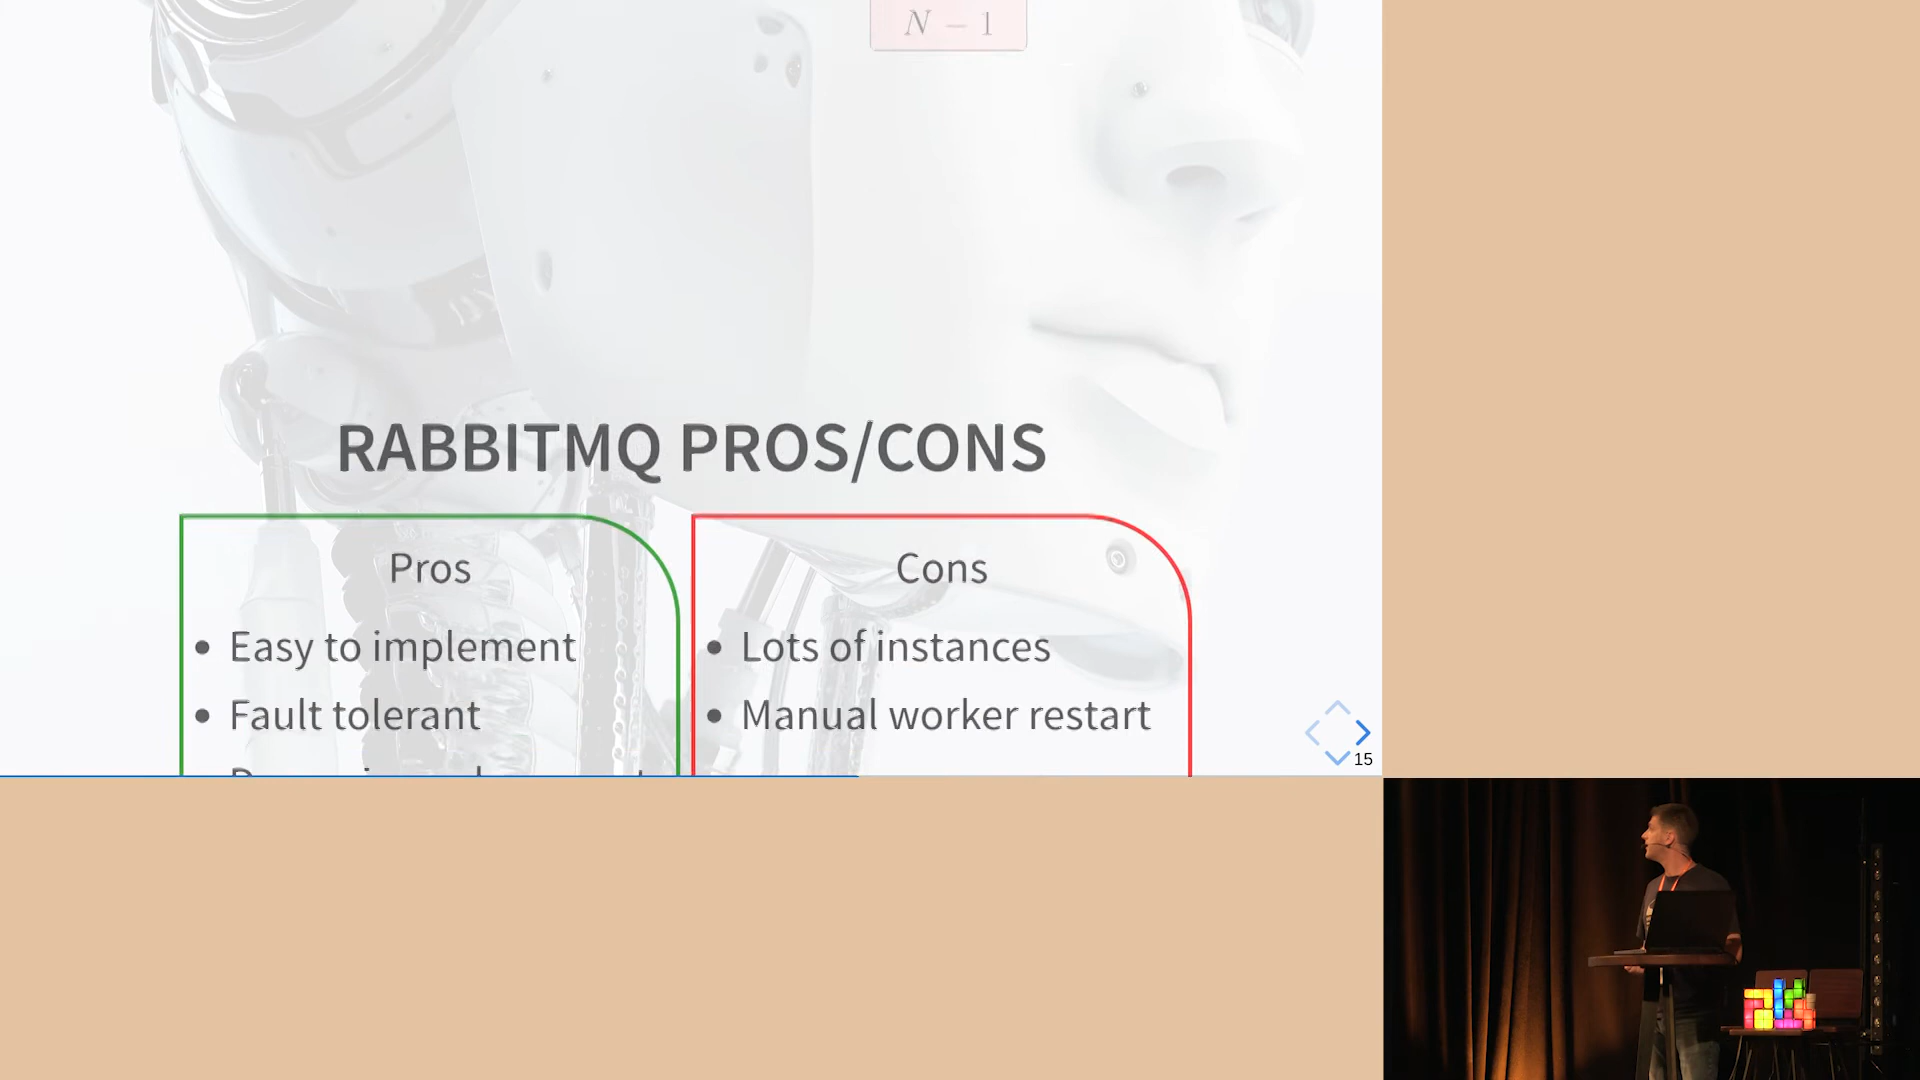 N − 1
RABBITMQ PROS/CONS
Pros
• Easy to implement
• Fault tolerant
Cons
• Lots of instances
• Manual worker restart
15